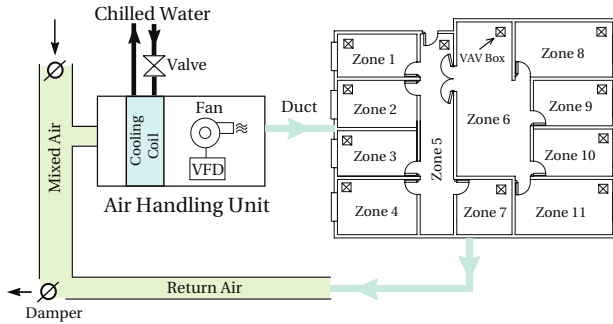 Chilled Water
Valve
Mixed Air
Cooling
Coil
Fan
VFD
Duct
Air Handling Unit
Return Air
Damper
Zone 1
Zone 2
Zone 3
Zone 4
Zone 5
Zone 6
VAV Box
Zone 7
Zone 8
Zone 9
Zone 10
Zone 11